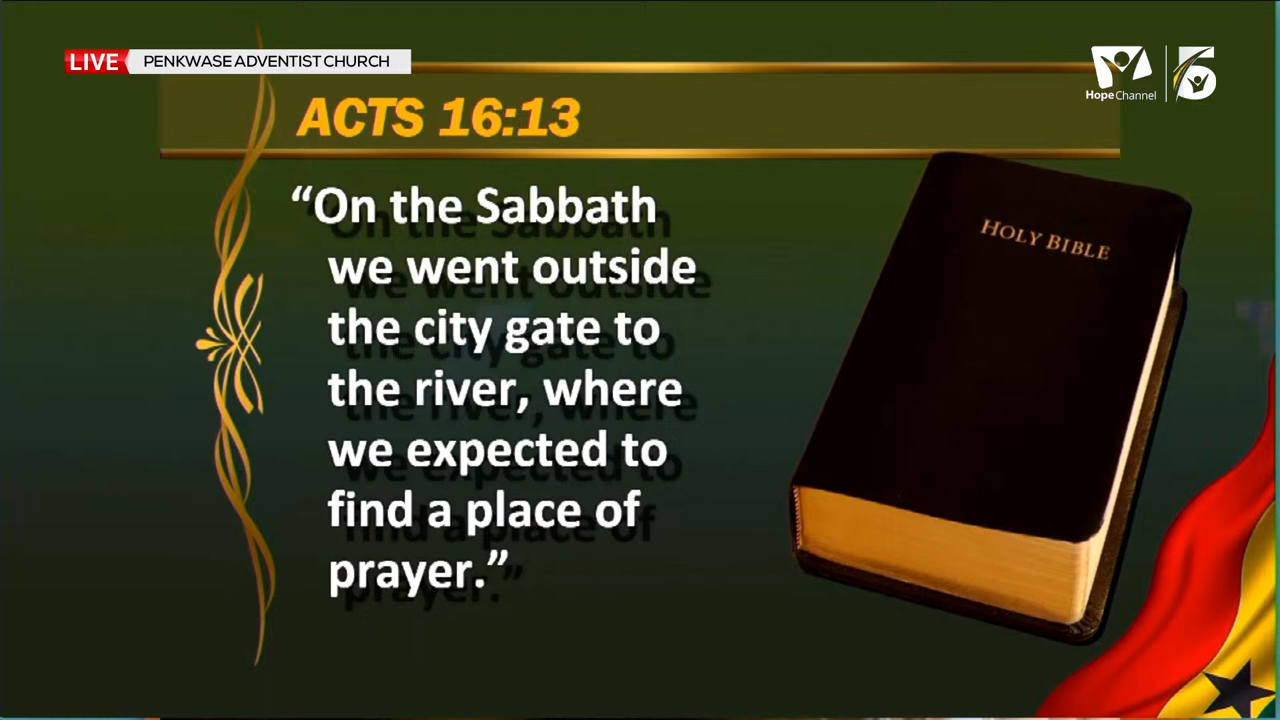 LIVE PENKWASE ADVENTIST CHURCH
Hope Channel
6
ACTS 16:13
“On the Sabbath
we went outside
the city gate to
the river, where
we expected to
find a place of
prayer.”
HOLY BIBLE